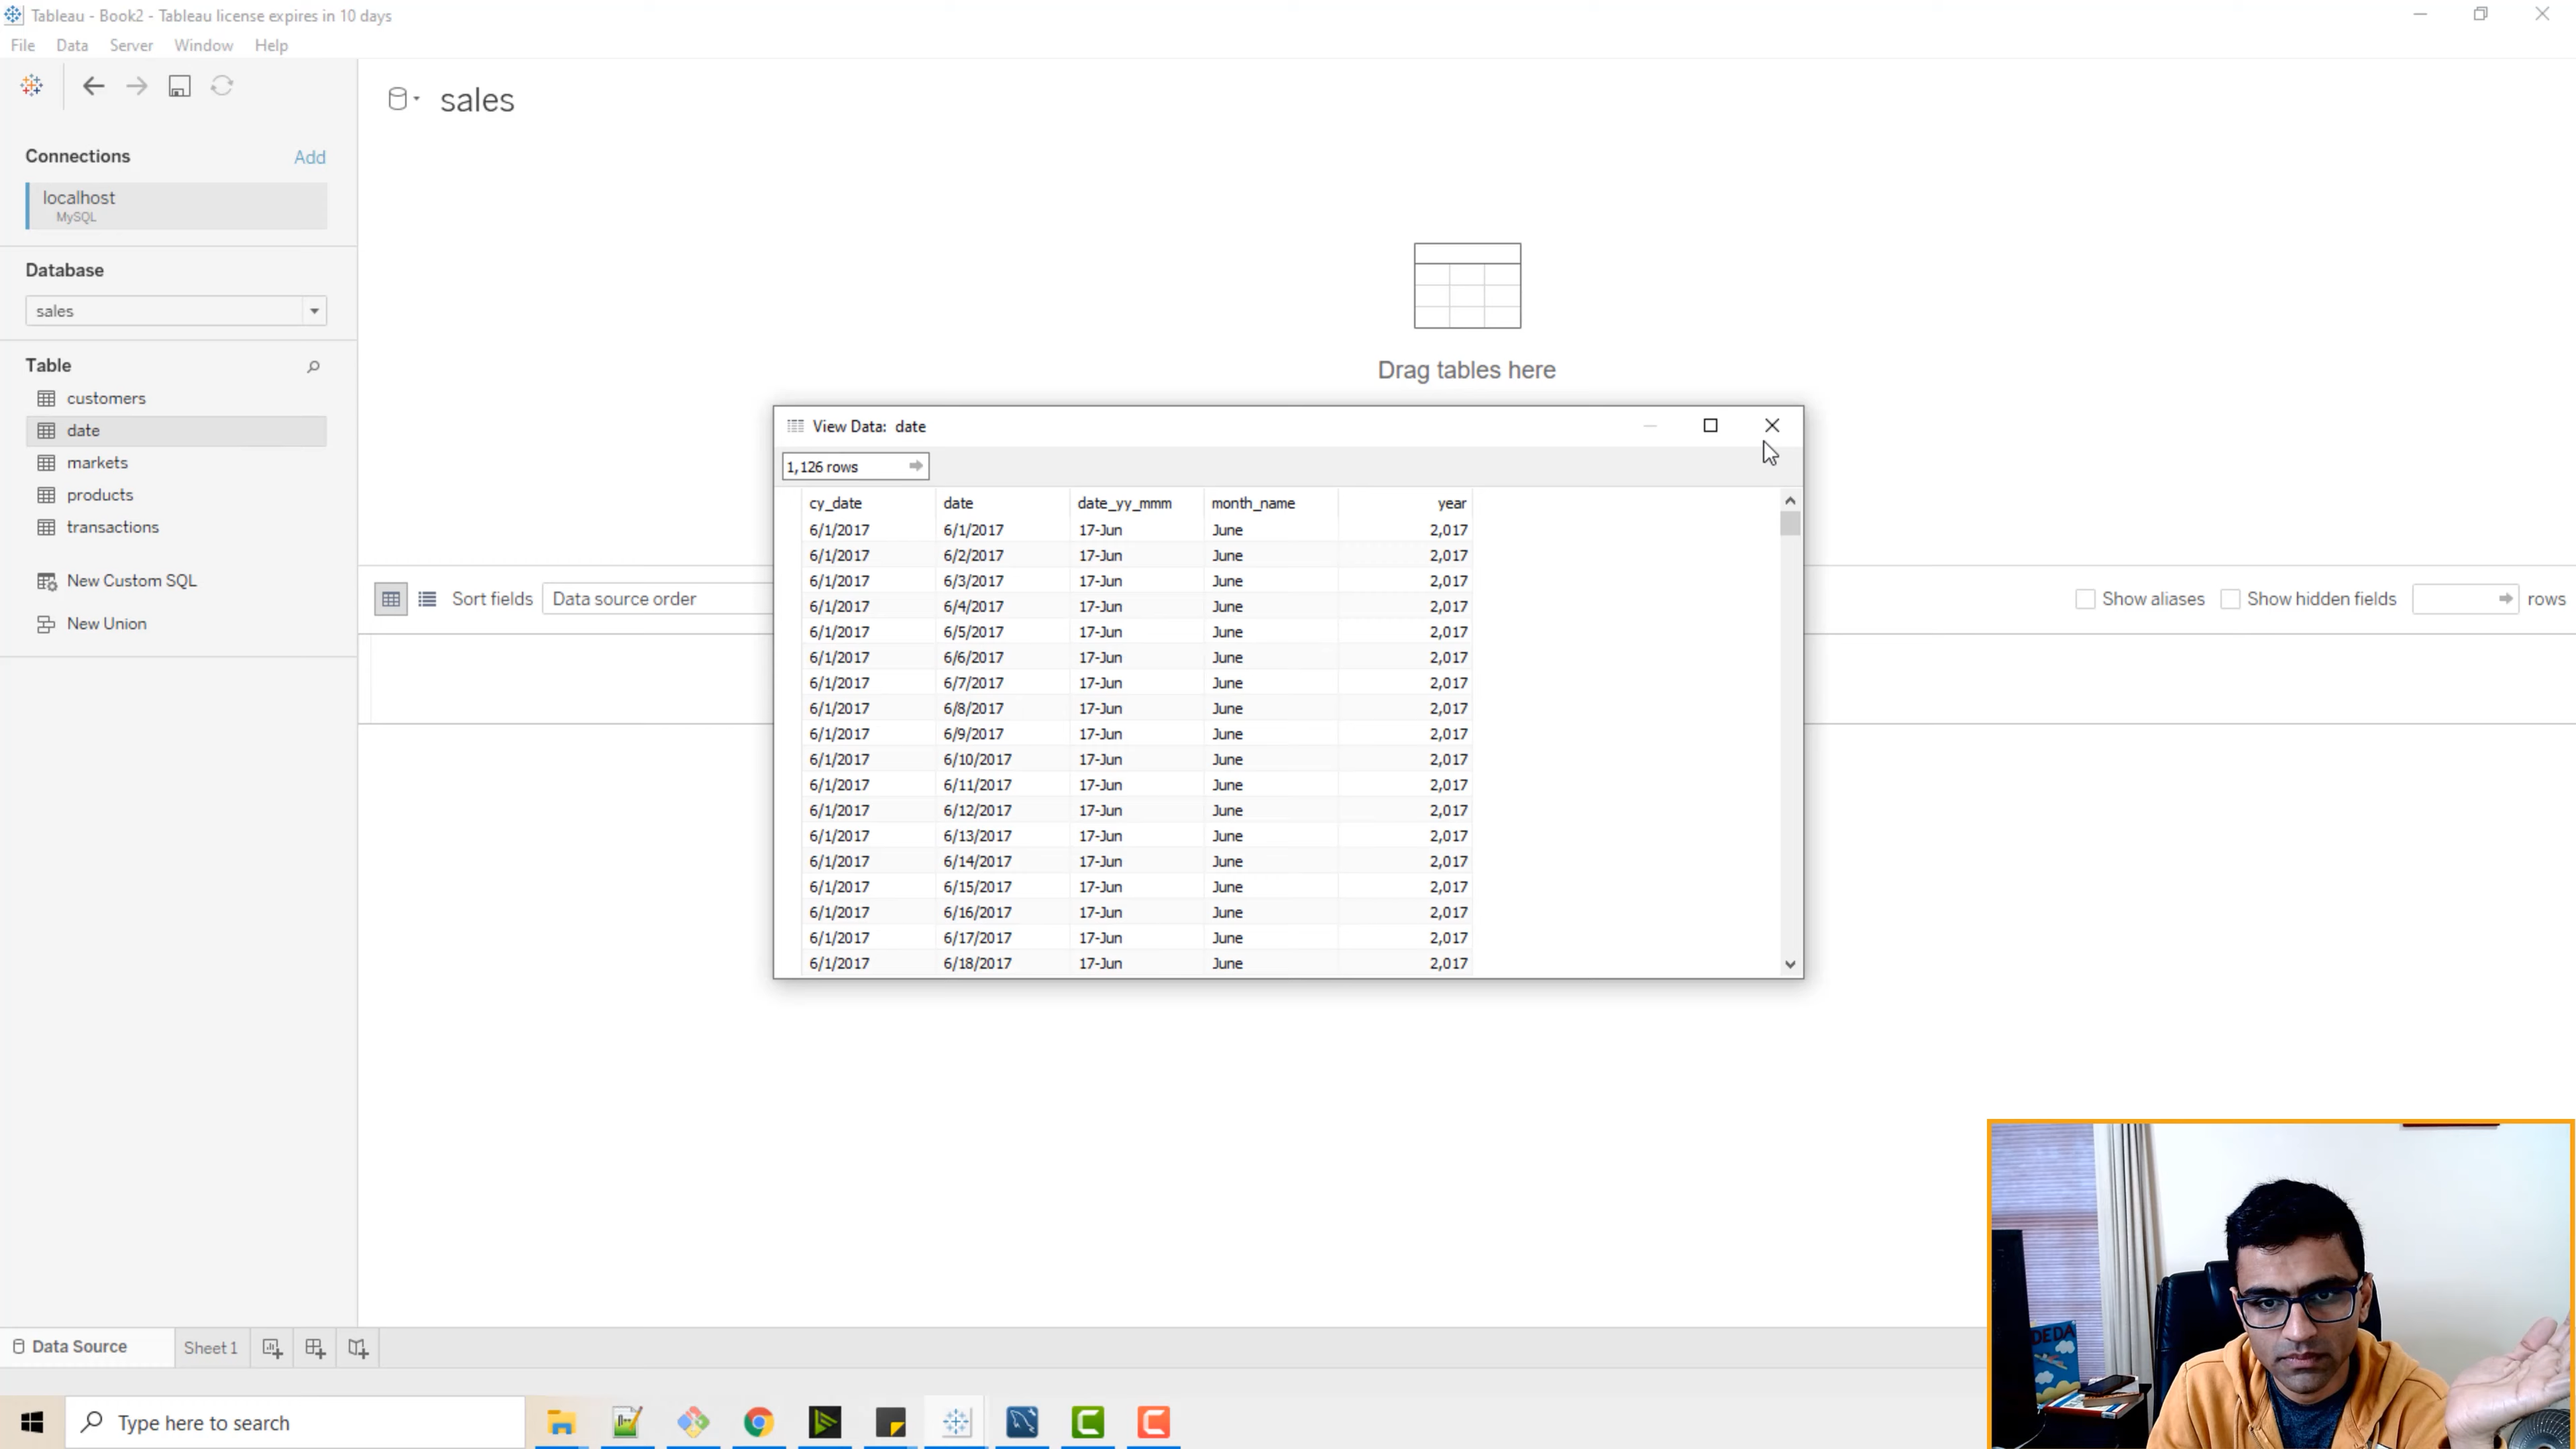 Tableau - Book2 - Tableau license expires in 10 days
File Data Server Window Help
sales
Connections Add
localhost
MySQL
Database
sales
Table
customers
date
markets
products
transactions
New Custom SQL
New Union
Drag tables here
View Data: date
1,126 rows
cy_date date date_yy_mmm month_name year
6/1/2017 6/1/2017 17-Jun June 2,017
6/1/2017 6/2/2017 17-Jun June 2,017
6/1/2017 6/3/2017 17-Jun June 2,017
6/1/2017 6/4/2017 17-Jun June 2,017
6/1/2017 6/5/2017 17-Jun June 2,017
6/1/2017 6/6/2017 17-Jun June 2,017
6/1/2017 6/7/2017 17-Jun June 2,017
6/1/2017 6/8/2017 17-Jun June 2,017
6/1/2017 6/9/2017 17-Jun June 2,017
6/1/2017 6/10/2017 17-Jun June 2,017
6/1/2017 6/11/2017 17-Jun June 2,017
6/1/2017 6/12/2017 17-Jun June 2,017
6/1/2017 6/13/2017 17-Jun June 2,017
6/1/2017 6/14/2017 17-Jun June 2,017
6/1/2017 6/15/2017 17-Jun June 2,017
6/1/2017 6/16/2017 17-Jun June 2,017
6/1/2017 6/17/2017 17-Jun June 2,017
6/1/2017 6/18/2017 17-Jun June 2,017
Sort fields Data source order
Show aliases Show hidden fields rows
Data Source Sheet 1
Type here to search